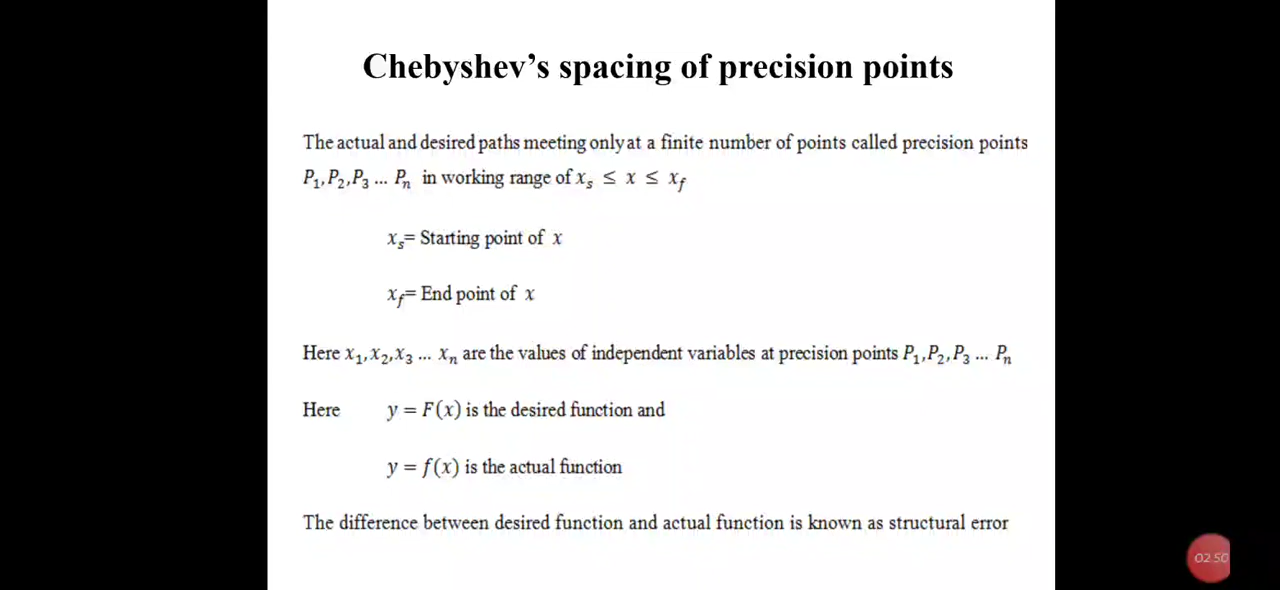 Chebyshev’s spacing of precision points
The actual and desired paths meeting only at a finite number of points called precision points
P₁, P₂, P₃ ... Pₙ in working range of xₛ ≤ x ≤ x_f
xₛ= Starting point of x
x_f= End point of x
Here x₁, x₂, x₃ ... xₙ are the values of independent variables at precision points P₁, P₂, P₃ ... Pₙ
Here y = F(x) is the desired function and
y = f(x) is the actual function
The difference between desired function and actual function is known as structural error
02:50